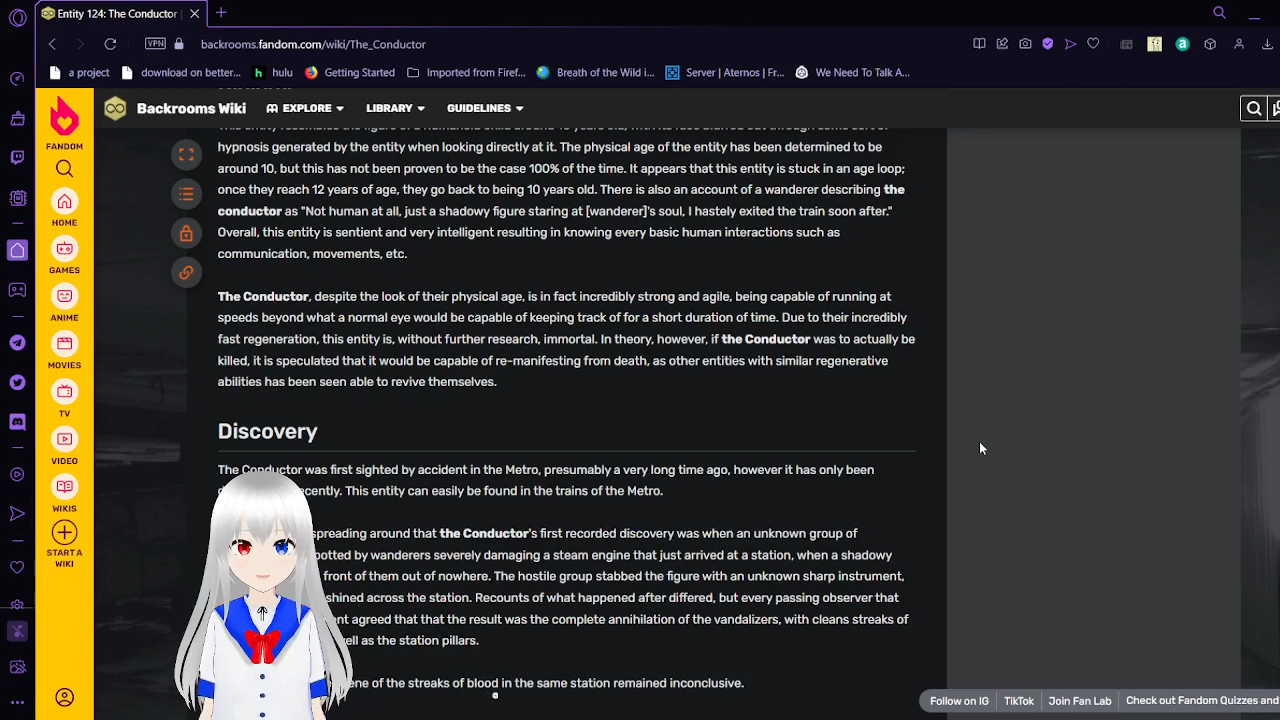 Entity 124: The Conductor
backrooms.fandom.com/wiki/The_Conductor
VPN
a project
download on better...
hulu
Getting Started
Imported from Firef...
Breath of the Wild i...
Server | Aternos | Fr...
We Need To Talk A...
Backrooms Wiki
EXPLORE
LIBRARY
GUIDELINES
FANDOM
HOME
GAMES
ANIME
MOVIES
TV
VIDEO
WIKIS
START A
WIKI
hypnosis generated by the entity when looking directly at it. The physical age of the entity has been determined to be
around 10, but this has not been proven to be the case 100% of the time. It appears that this entity is stuck in an age loop;
once they reach 12 years of age, they go back to being 10 years old. There is also an account of a wanderer describing the
conductor as "Not human at all, just a shadowy figure staring at [wanderer]'s soul, I hastely exited the train soon after."
Overall, this entity is sentient and very intelligent resulting in knowing every basic human interactions such as
communication, movements, etc.
The Conductor, despite the look of their physical age, is in fact incredibly strong and agile, being capable of running at
speeds beyond what a normal eye would be capable of keeping track of for a short duration of time. Due to their incredibly
fast regeneration, this entity is, without further research, immortal. In theory, however, if the Conductor was to actually be
killed, it is speculated that it would be capable of re-manifesting from death, as other entities with similar regenerative
abilities has been seen able to revive themselves.
Discovery
The Conductor was first sighted by accident in the Metro, presumably a very long time ago, however it has only been
This entity can easily be found in the trains of the Metro.
spreading around that the Conductor's first recorded discovery was when an unknown group of
by wanderers severely damaging a steam engine that just arrived at a station, when a shadowy
front of them out of nowhere. The hostile group stabbed the figure with an unknown sharp instrument,
shined across the station. Recounts of what happened after differed, but every passing observer that
agreed that that the result was the complete annihilation of the vandalizers, with cleans streaks of
as the station pillars.
of the streaks of blood in the same station remained inconclusive.
Follow on IG
TikTok
Join Fan Lab
Check out Fandom Quizzes and